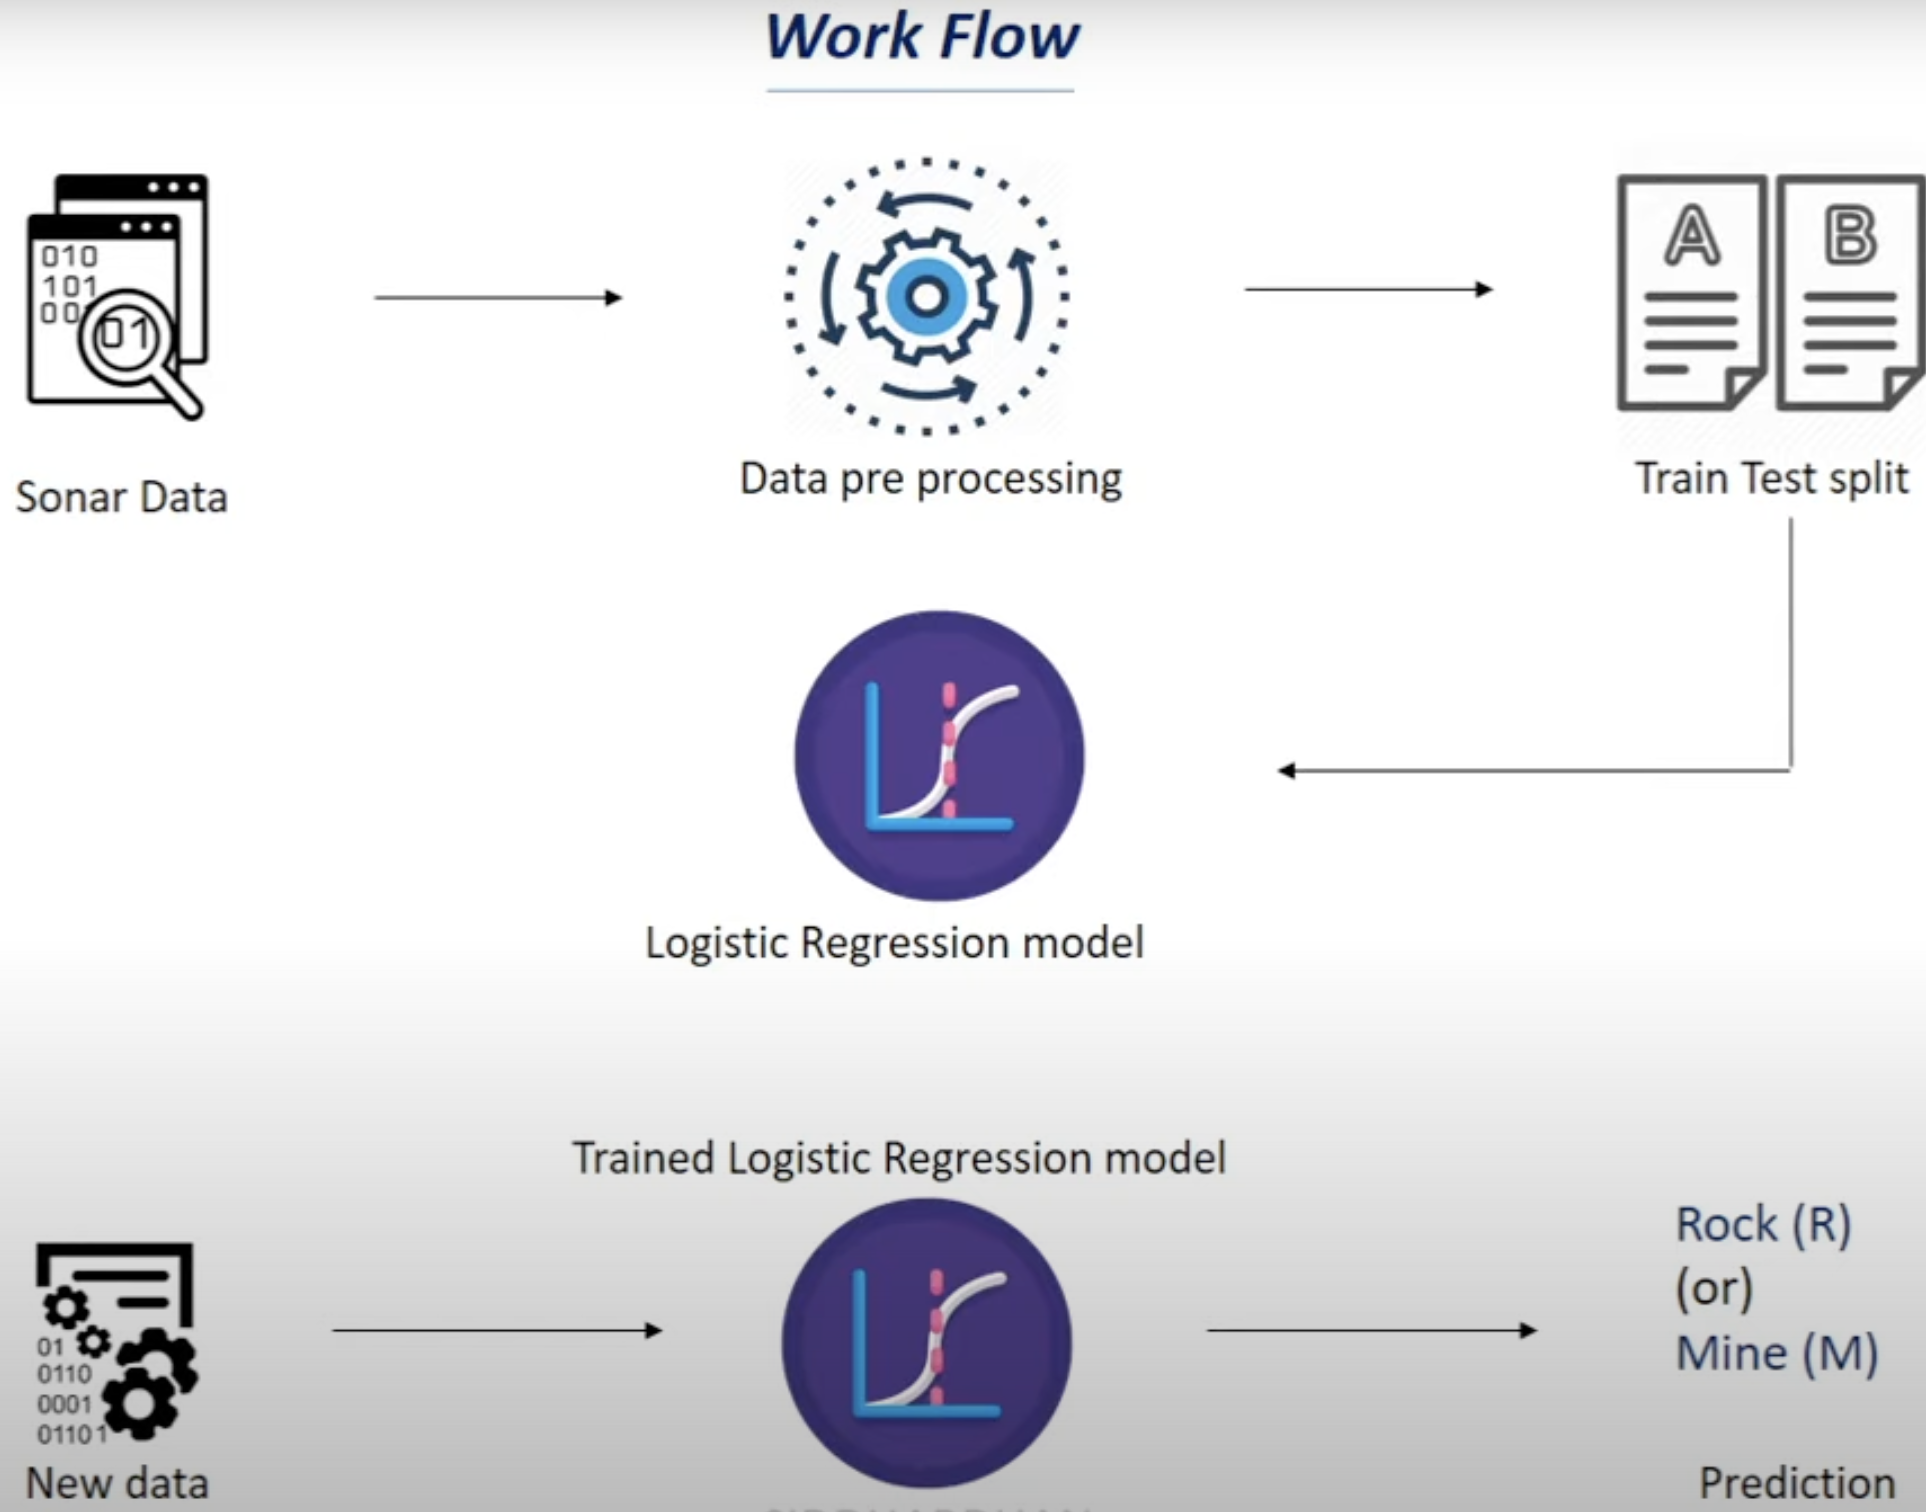 Work Flow
010
101
00
01
A
B
Sonar Data
Data pre processing
Train Test split
Logistic Regression model
Trained Logistic Regression model
Rock (R)
(or)
Mine (M)
01
0110
0001
01101
New data
Prediction